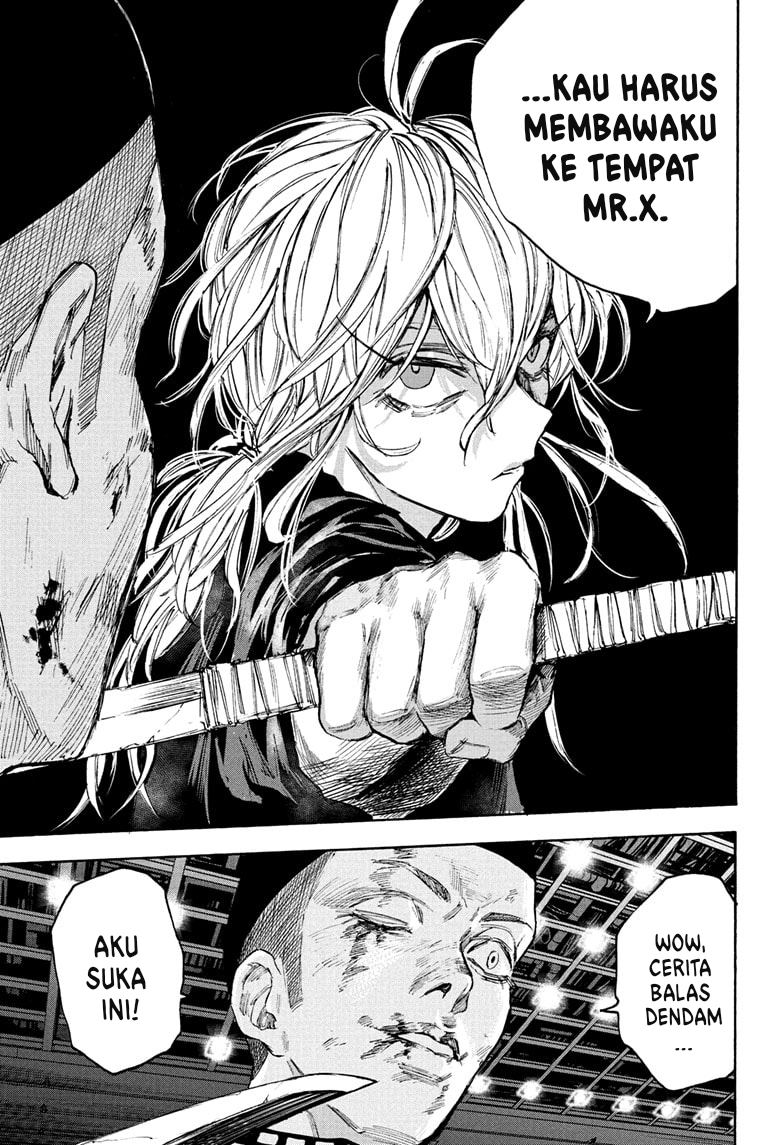 ...KAU HARUS
MEMBAWAKU
KE TEMPAT
MR.X.
WOW,
CERITA
BALAS
DENDAM
...
AKU
SUKA
INI!